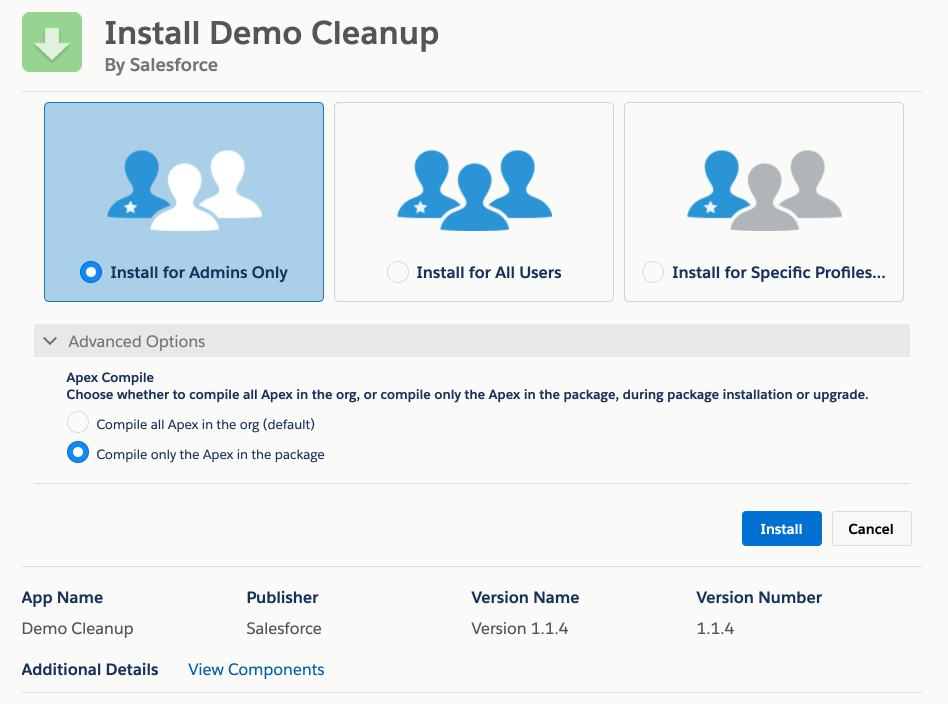 Install Demo Cleanup
By Salesforce
Install for Admins Only
Install for All Users
Install for Specific Profiles...
Advanced Options
Apex Compile
Choose whether to compile all Apex in the org, or compile only the Apex in the package, during package installation or upgrade.
Compile all Apex in the org (default)
Compile only the Apex in the package
Install
Cancel
App Name
Publisher
Version Name
Version Number
Demo Cleanup
Salesforce
Version 1.1.4
1.1.4
Additional Details
View Components